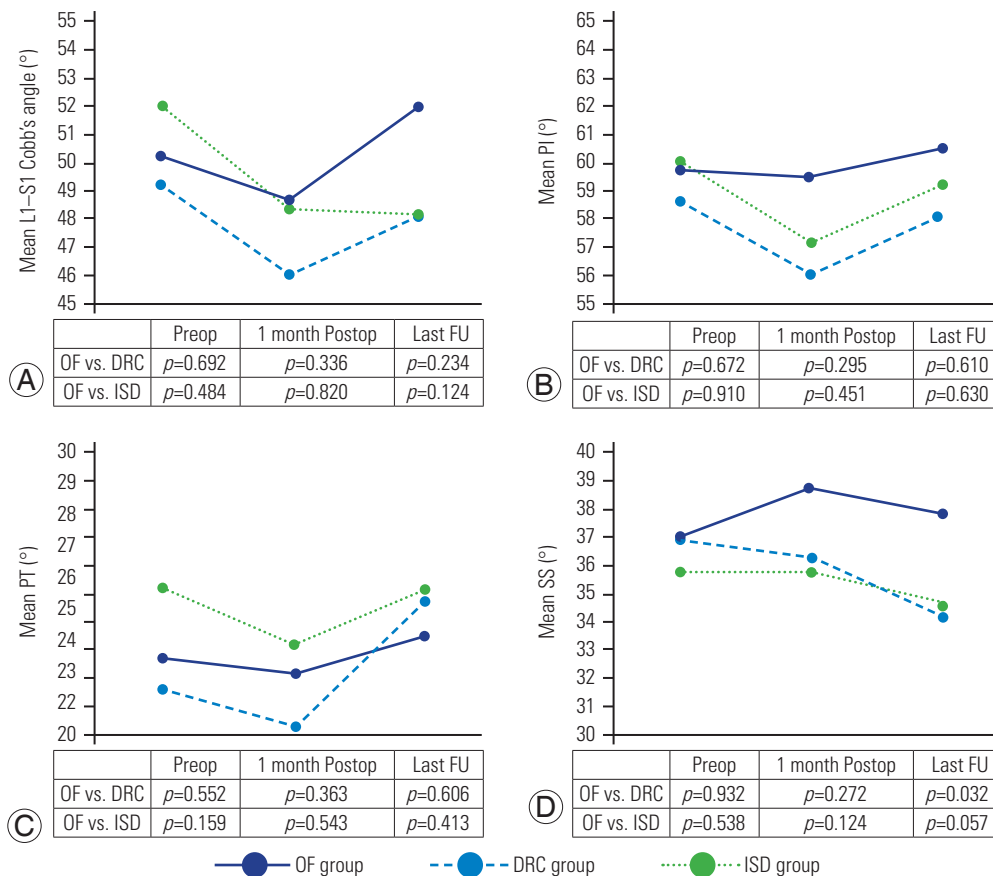 Mean L1–S1 Cobb's angle (°)
55
54
53
52
51
50
49
48
47
46
45
Preop 1 month Postop Last FU
OF vs. DRC p=0.692 p=0.336 p=0.234
OF vs. ISD p=0.484 p=0.820 p=0.124
A
Mean PI (°)
65
64
63
62
61
60
59
58
57
56
55
Preop 1 month Postop Last FU
OF vs. DRC p=0.672 p=0.295 p=0.610
OF vs. ISD p=0.910 p=0.451 p=0.630
B
Mean PT (°)
30
29
28
27
26
25
24
23
22
20
Preop 1 month Postop Last FU
OF vs. DRC p=0.552 p=0.363 p=0.606
OF vs. ISD p=0.159 p=0.543 p=0.413
C
Mean SS (°)
40
39
38
37
36
35
34
33
32
31
30
Preop 1 month Postop Last FU
OF vs. DRC p=0.932 p=0.272 p=0.032
OF vs. ISD p=0.538 p=0.124 p=0.057
D
OF group DRC group ISD group